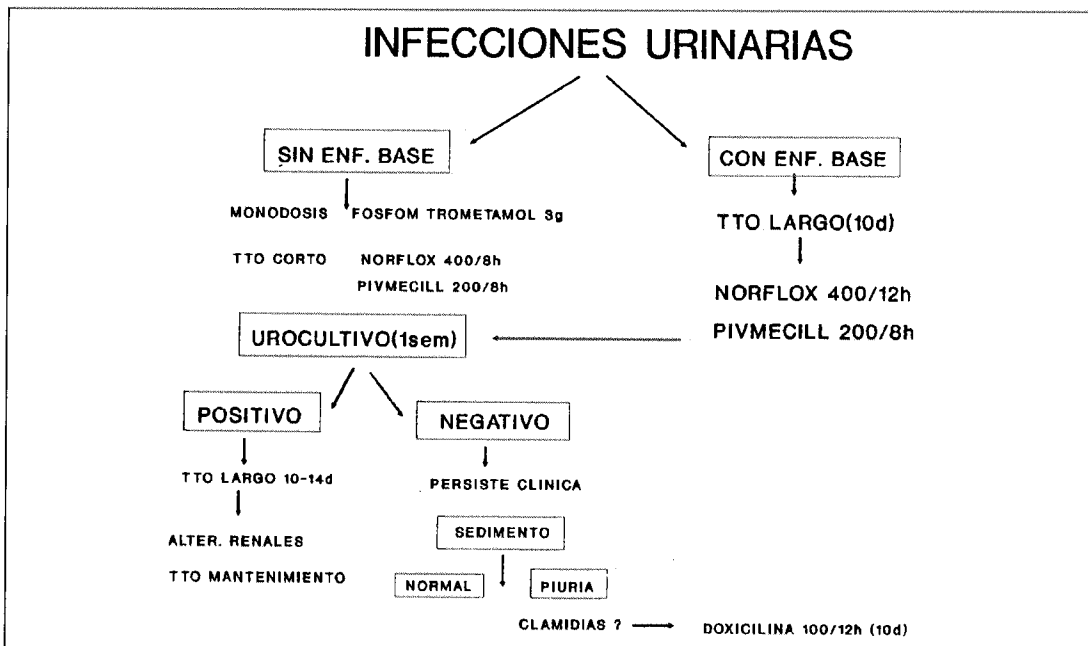 INFECCIONES URINARIAS
SIN ENF. BASE
CON ENF. BASE
MONODOSIS FOSFOM TROMETAMOL 3g
TTO CORTO NORFLOX 400/8h
PIVMECILL 200/8h
TTO LARGO(10d)
NORFLOX 400/12h
PIVMECILL 200/8h
UROCULTIVO(1sem)
POSITIVO
NEGATIVO
TTO LARGO 10-14d
PERSISTE CLINICA
ALTER. RENALES
TTO MANTENIMIENTO
SEDIMENTO
NORMAL
PIURIA
CLAMIDIAS ?
DOXICILINA 100/12h (10d)